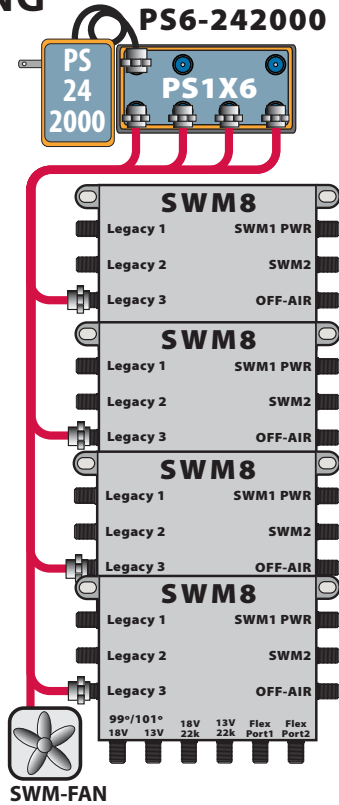 NG
PS6-242000
PS
24
2000
PS1X6
SWM8
Legacy 1 SWM1 PWR
Legacy 2 SWM2
Legacy 3 OFF-AIR
SWM8
Legacy 1 SWM1 PWR
Legacy 2 SWM2
Legacy 3 OFF-AIR
SWM8
Legacy 1 SWM1 PWR
Legacy 2 SWM2
Legacy 3 OFF-AIR
SWM8
Legacy 1 SWM1 PWR
Legacy 2 SWM2
Legacy 3 OFF-AIR
99º/101º
18V 13V
18V
22k
13V
22k
Flex
Port1
Flex
Port2
SWM-FAN